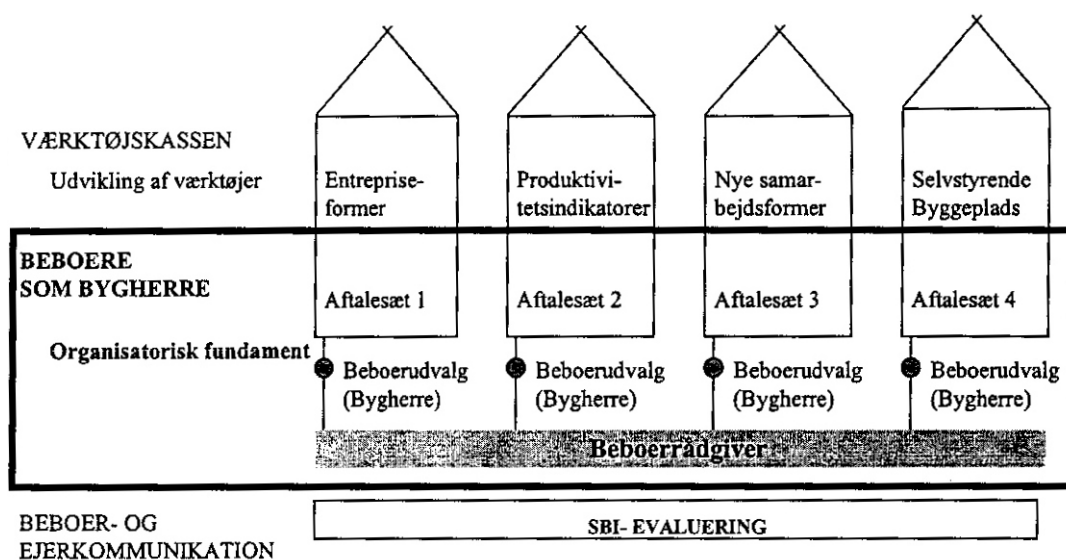 VÆRKTØJSKASSEN
Udvikling af værktøjer
Entreprise-
former
Produktivi-
tetsindikatorer
Nye samar-
bejdsformer
Selvstyrende
Byggeplads
BEBOERE
SOM BYGHERRE
Aftalesæt 1
Aftalesæt 2
Aftalesæt 3
Aftalesæt 4
Organisatorisk fundament
Beboerudvalg
(Bygherre)
Beboerudvalg
(Bygherre)
Beboerudvalg
(Bygherre)
Beboerudvalg
(Bygherre)
Beboerrådgiver
BEBOER- OG
EJERKOMMUNIKATION
SBI- EVALUERING